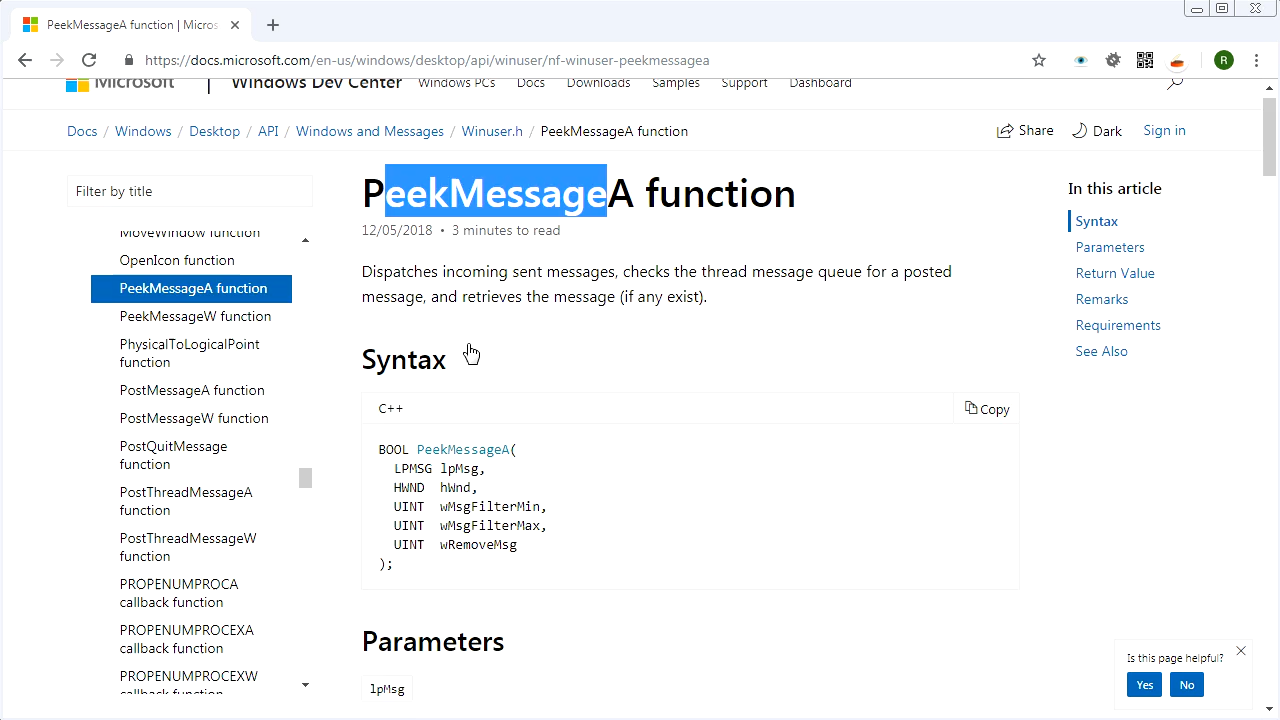 PeekMessageA function | Micros
https://docs.microsoft.com/en-us/windows/desktop/api/winuser/nf-winuser-peekmessagea
R
Microsoft | Windows Dev Center Windows PCs Docs Downloads Samples Support Dashboard
Docs / Windows / Desktop / API / Windows and Messages / Winuser.h / PeekMessageA function
Share Dark Sign in
Filter by title
MoveWindow function
OpenIcon function
PeekMessageA function
PeekMessageW function
PhysicalToLogicalPoint
function
PostMessageA function
PostMessageW function
PostQuitMessage
function
PostThreadMessageA
function
PostThreadMessageW
function
PROPENUMPROCA
callback function
PROPENUMPROCEXA
callback function
PROPENUMPROCEXW
callback function
PeekMessageA function
12/05/2018 • 3 minutes to read
Dispatches incoming sent messages, checks the thread message queue for a posted
message, and retrieves the message (if any exist).
Syntax
C++
Copy
BOOL PeekMessageA(
LPMSG lpMsg,
HWND hWnd,
UINT wMsgFilterMin,
UINT wMsgFilterMax,
UINT wRemoveMsg
);
Parameters
lpMsg
In this article
Syntax
Parameters
Return Value
Remarks
Requirements
See Also
Is this page helpful?
Yes No